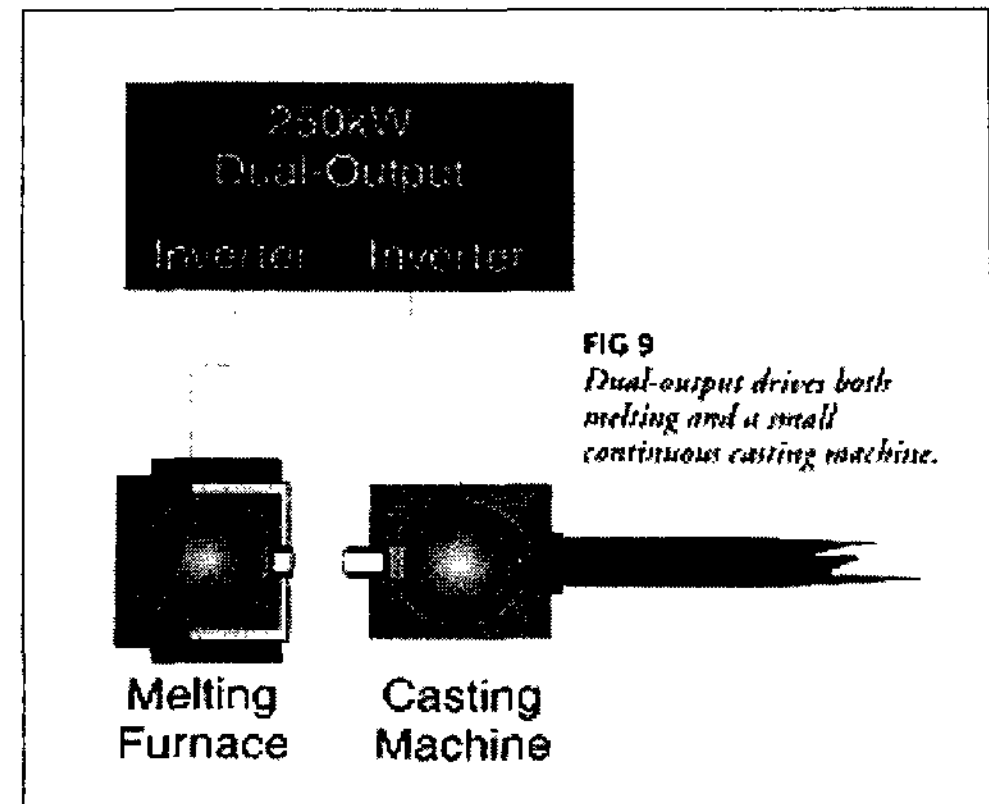 250kW
Dual-Output
Inverter Inverter
FIG 9
Dual-output drives both
melting and a small
continuous casting machine.
Melting
Furnace
Casting
Machine